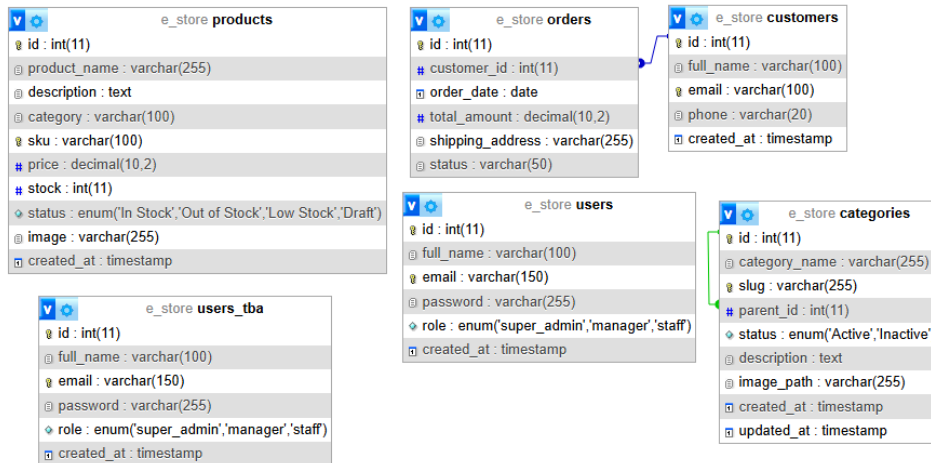 e_store products
id : int(11)
product_name : varchar(255)
description : text
category : varchar(100)
sku : varchar(100)
price : decimal(10,2)
stock : int(11)
status : enum('In Stock','Out of Stock','Low Stock','Draft')
image : varchar(255)
created_at : timestamp
e_store orders
id : int(11)
customer_id : int(11)
order_date : date
total_amount : decimal(10,2)
shipping_address : varchar(255)
status : varchar(50)
e_store customers
id : int(11)
full_name : varchar(100)
email : varchar(100)
phone : varchar(20)
created_at : timestamp
e_store users
id : int(11)
full_name : varchar(100)
email : varchar(150)
password : varchar(255)
role : enum('super_admin','manager','staff')
created_at : timestamp
e_store categories
id : int(11)
category_name : varchar(255)
slug : varchar(255)
parent_id : int(11)
status : enum('Active','Inactive'
description : text
image_path : varchar(255)
created_at : timestamp
updated_at : timestamp
e_store users_tba
id : int(11)
full_name : varchar(100)
email : varchar(150)
password : varchar(255)
role : enum('super_admin','manager','staff')
created_at : timestamp